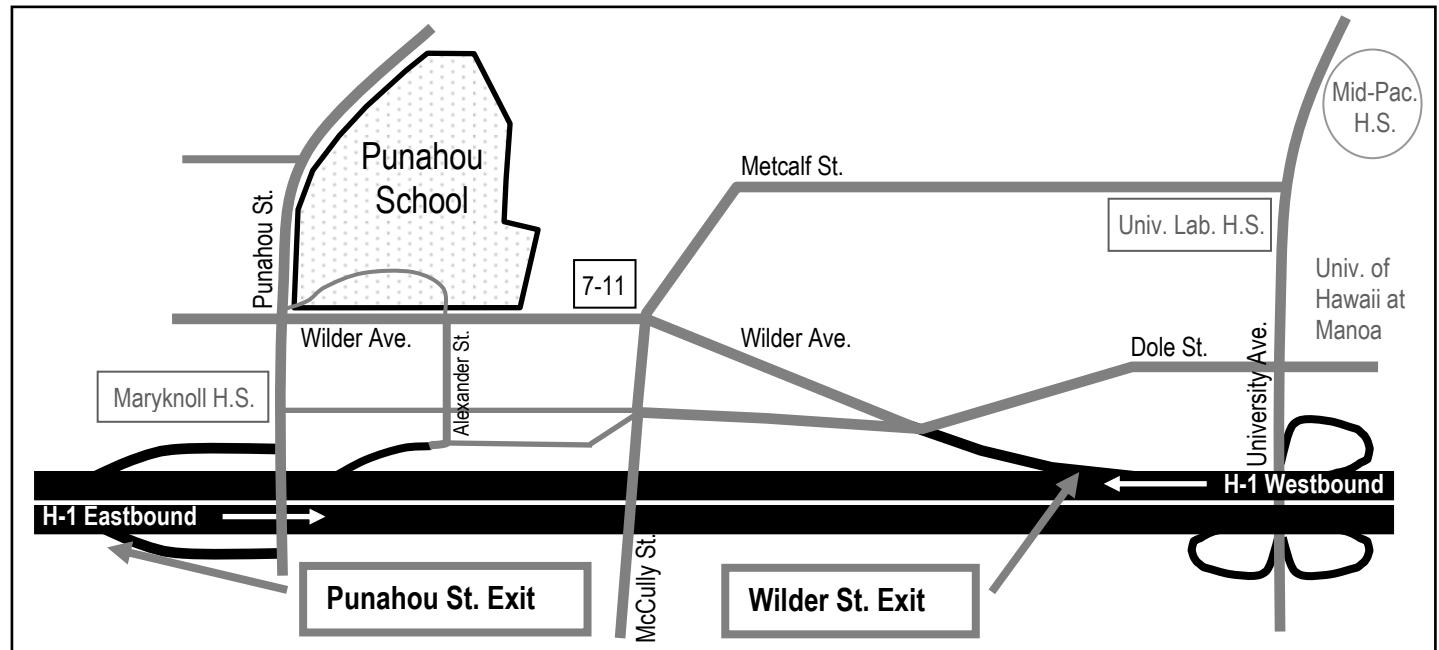 Mid-Pac.
H.S.
Punahou
School
Metcalf St.
Punahou St.
Univ. Lab. H.S.
7-11
Univ. of
Hawaii at
Manoa
Wilder Ave.
Wilder Ave.
Dole St.
University Ave.
Alexander St.
Maryknoll H.S.
H-1 Westbound
H-1 Eastbound
McCully St.
Punahou St. Exit
Wilder St. Exit